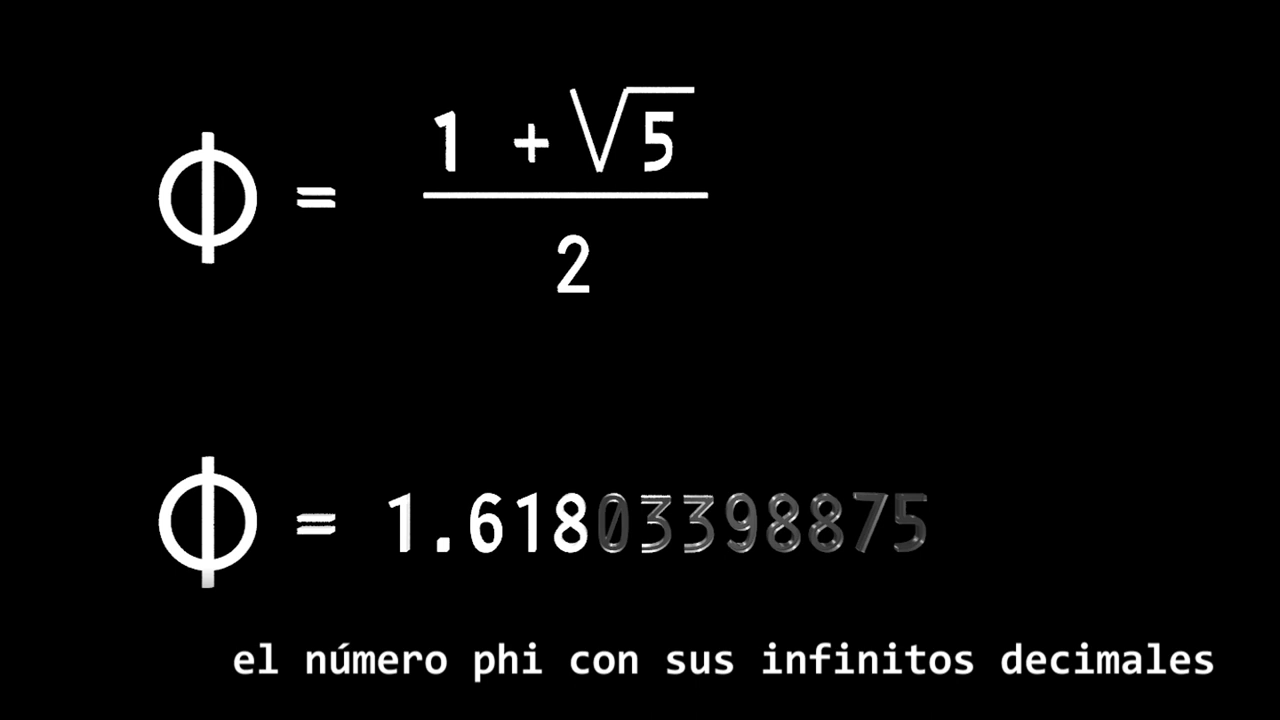 Φ = (1 + √5) / 2
Φ = 1.61803398875
el número phi con sus infinitos decimales